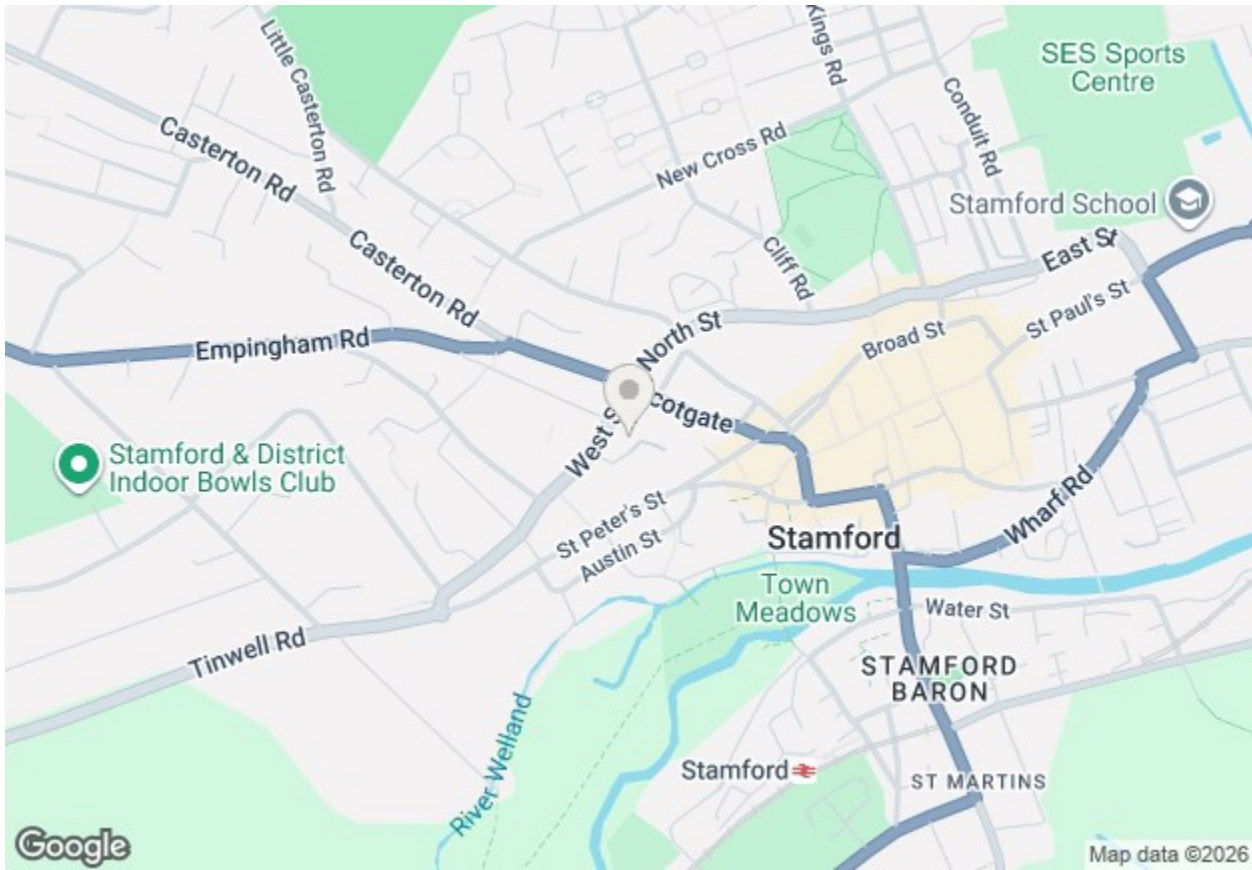 Little Casterton Rd
Kings Rd
SES Sports
Centre
Casterton Rd
New Cross Rd
Conduit Rd
Stamford School
Casterton Rd
Cliff Rd
East St
Empingham Rd
North St
Broad St
St Paul's St
Scotgate
West St
Stamford & District
Indoor Bowls Club
St Peter's St
Austin St
Stamford
Wharf Rd
Town
Meadows
Water St
Tinwell Rd
STAMFORD
BARON
River Welland
Stamford
ST MARTINS
Google
Map data ©2026